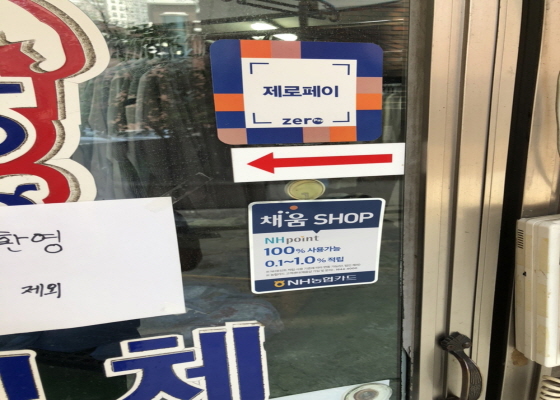 제로페이
zero
채움 SHOP
NHpoint
100% 사용가능
0.1~1.0% 적립
NH농협카드
환영
제외
체